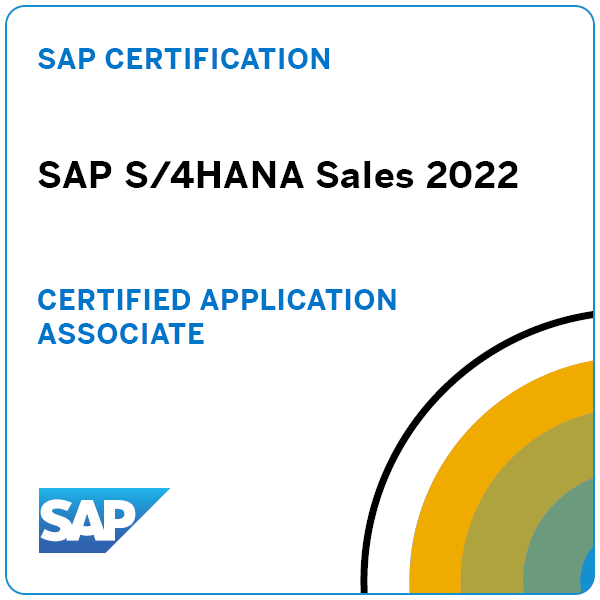 SAP CERTIFICATION
SAP S/4HANA Sales 2022
CERTIFIED APPLICATION
ASSOCIATE
SAP